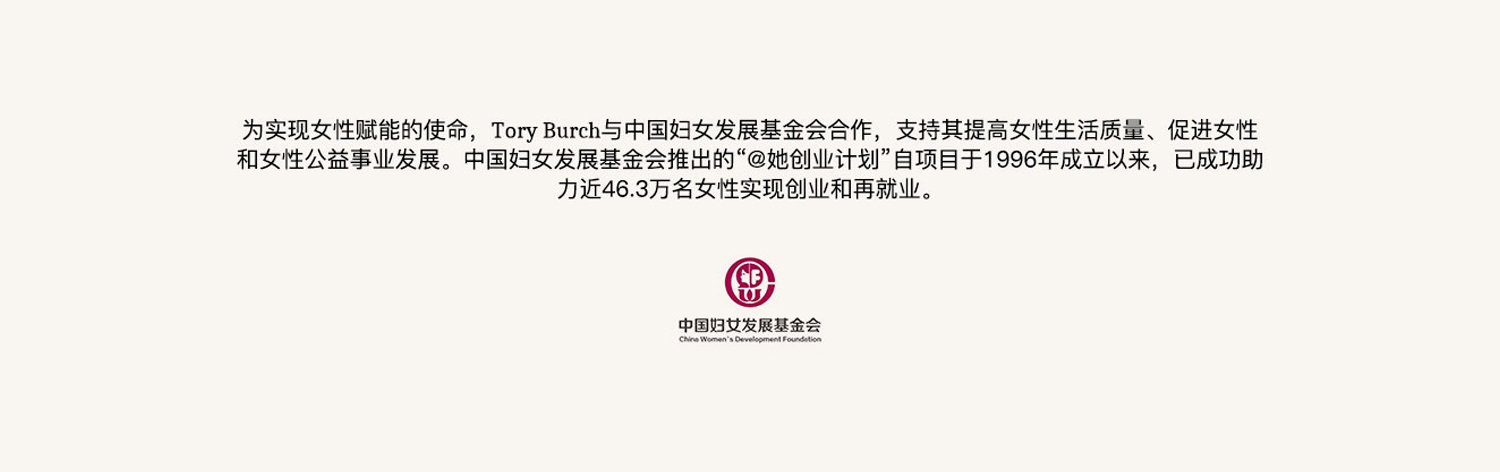 为实现女性赋能的使命，Tory Burch与中国妇女发展基金会合作，支持其提高女性生活质量、促进女性
和女性公益事业发展。中国妇女发展基金会推出的“@她创业计划”自项目于1996年成立以来，已成功助
力近46.3万名女性实现创业和再就业。
中国妇女发展基金会
China Women's Development Foundation